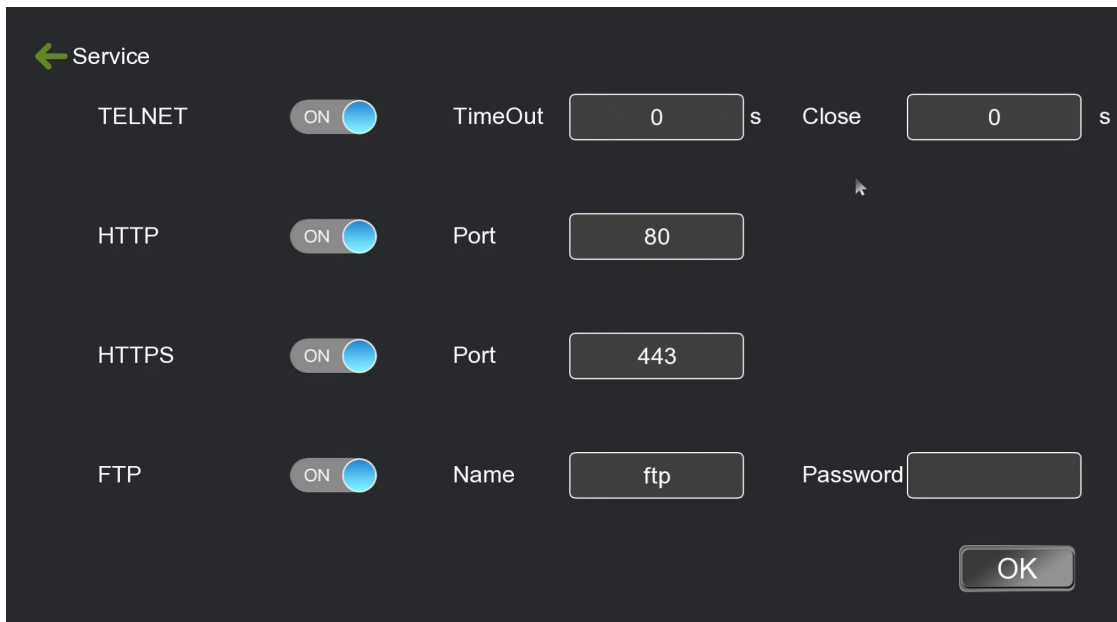 Service
TELNET ON TimeOut 0 s Close 0 s
HTTP ON Port 80
HTTPS ON Port 443
FTP ON Name ftp Password
OK